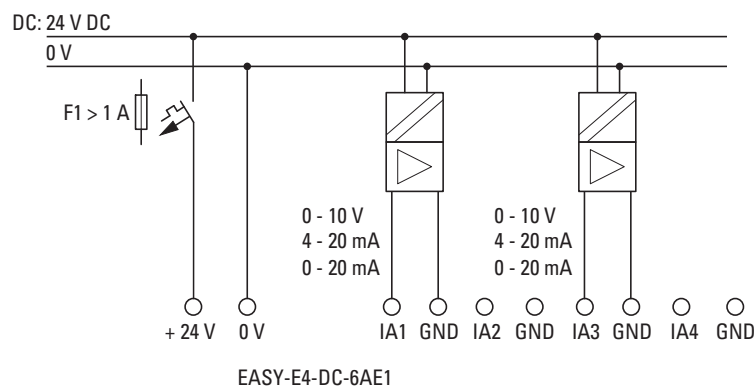 DC: 24 V DC
0 V
F1 > 1 A
0 - 10 V
4 - 20 mA
0 - 20 mA
0 - 10 V
4 - 20 mA
0 - 20 mA
+ 24 V 0 V IA1 GND IA2 GND IA3 GND IA4 GND
EASY-E4-DC-6AE1